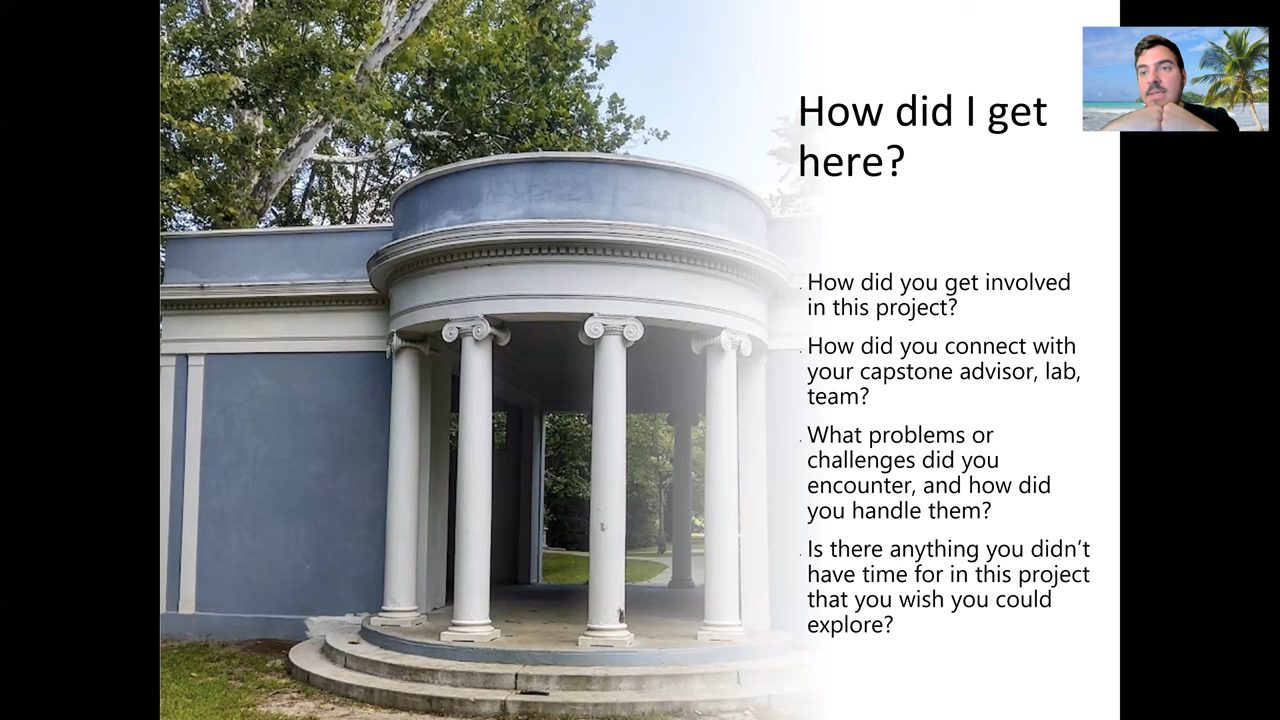 How did I get
here?
How did you get involved
in this project?
How did you connect with
your capstone advisor, lab,
team?
What problems or
challenges did you
encounter, and how did
you handle them?
Is there anything you didn’t
have time for in this project
that you wish you could
explore?